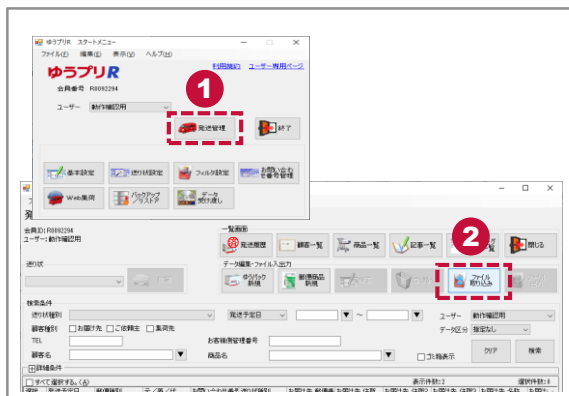 ゆうプリR スタートメニュー
ファイル(F) 編集(E) 表示(V) ヘルプ(H)
ゆうプリR
利用規約 ユーザー専用ページ
会員番号 R0092294
ユーザー 動作確認用
1
発送管理
終了
基本設定
送り状設定
フィルタ設定
お問い合わせ番号管理
Web集荷
バックアップ/リストア
データ受け渡し
会員ID:R0092294
ユーザー:動作確認用
一覧画面
発送履歴
顧客一覧
商品一覧
記事一覧
2
閉じる
送り状
データ編集・ファイル入出力
ゆうパック新規
郵便商品新規
ファイル取り込み
検索条件
送り状種別
発送予定日
～
ユーザー 動作確認用
顧客種別 お届け先 ご依頼主 集荷先
データ区分 指定なし
TEL
お客様側管理番号
顧客名
商品名
ゴミ箱表示
クリア
検索
詳細条件
すべて選択する。(A)
表示件数:2
選択件数:0